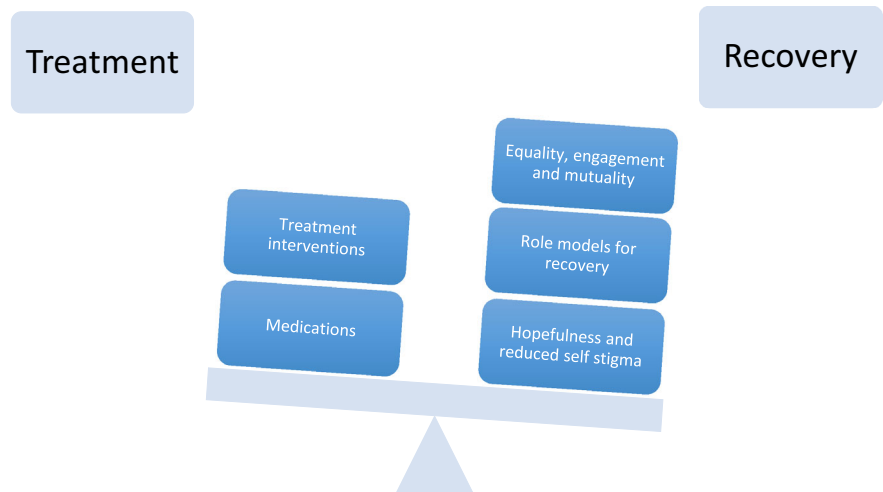 Treatment
Recovery
Equality, engagement
and mutuality
Treatment
interventions
Role models for
recovery
Medications
Hopefulness and
reduced self stigma